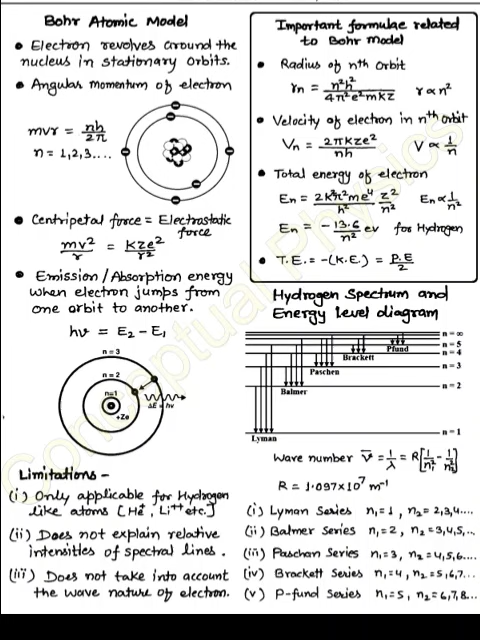 Bohr Atomic Model
• Electron revolves around the
nucleus in stationary orbits.
• Angular momentum of electron
mvr = nh/2π
n = 1,2,3....
• Centripetal force = Electrostatic
force
mv²/r = kze²/r²
• Emission/Absorption energy
when electron jumps from
one orbit to another.
hν = E₂ - E₁
n = 3
n = 2
n=1
+Ze
ΔE = hν
Limitations -
(i) Only applicable for Hydrogen
like atoms [He⁺, Li⁺⁺ etc.]
(ii) Does not explain relative
intensities of spectral lines.
(iii) Does not take into account
the wave nature of electron.
Important formulae related
to Bohr Model
• Radius of nth orbit
rn = n²h²/4π²e²mkz r ∝ n²
• Velocity of electron in nth orbit
Vn = 2πkze²/nh V ∝ 1/n
• Total energy of electron
En = 2k²π²me⁴/h² z²/n² En ∝ 1/n²
En = -13.6/n² ev for Hydrogen
• T.E. = -(K.E.) = P.E/2
Hydrogen Spectrum and
Energy level diagram
n = ∞
n = 5
n = 4
n = 3
n = 2
n = 1
Pfund
Brackett
Paschen
Balmer
Lyman
Wave number ν̅ = 1/λ = R[1/n₁² - 1/n₂²]
R = 1.097×10⁷ m⁻¹
(i) Lyman Series n₁=1, n₂=2,3,4....
(ii) Balmer Series n₁=2, n₂=3,4,5,..
(iii) Paschan Series n₁=3, n₂=4,5,6....
(iv) Brackett Series n₁=4, n₂=5,6,7...
(v) P-fund Series n₁=5, n₂=6,7,8...
Conceptual Physics